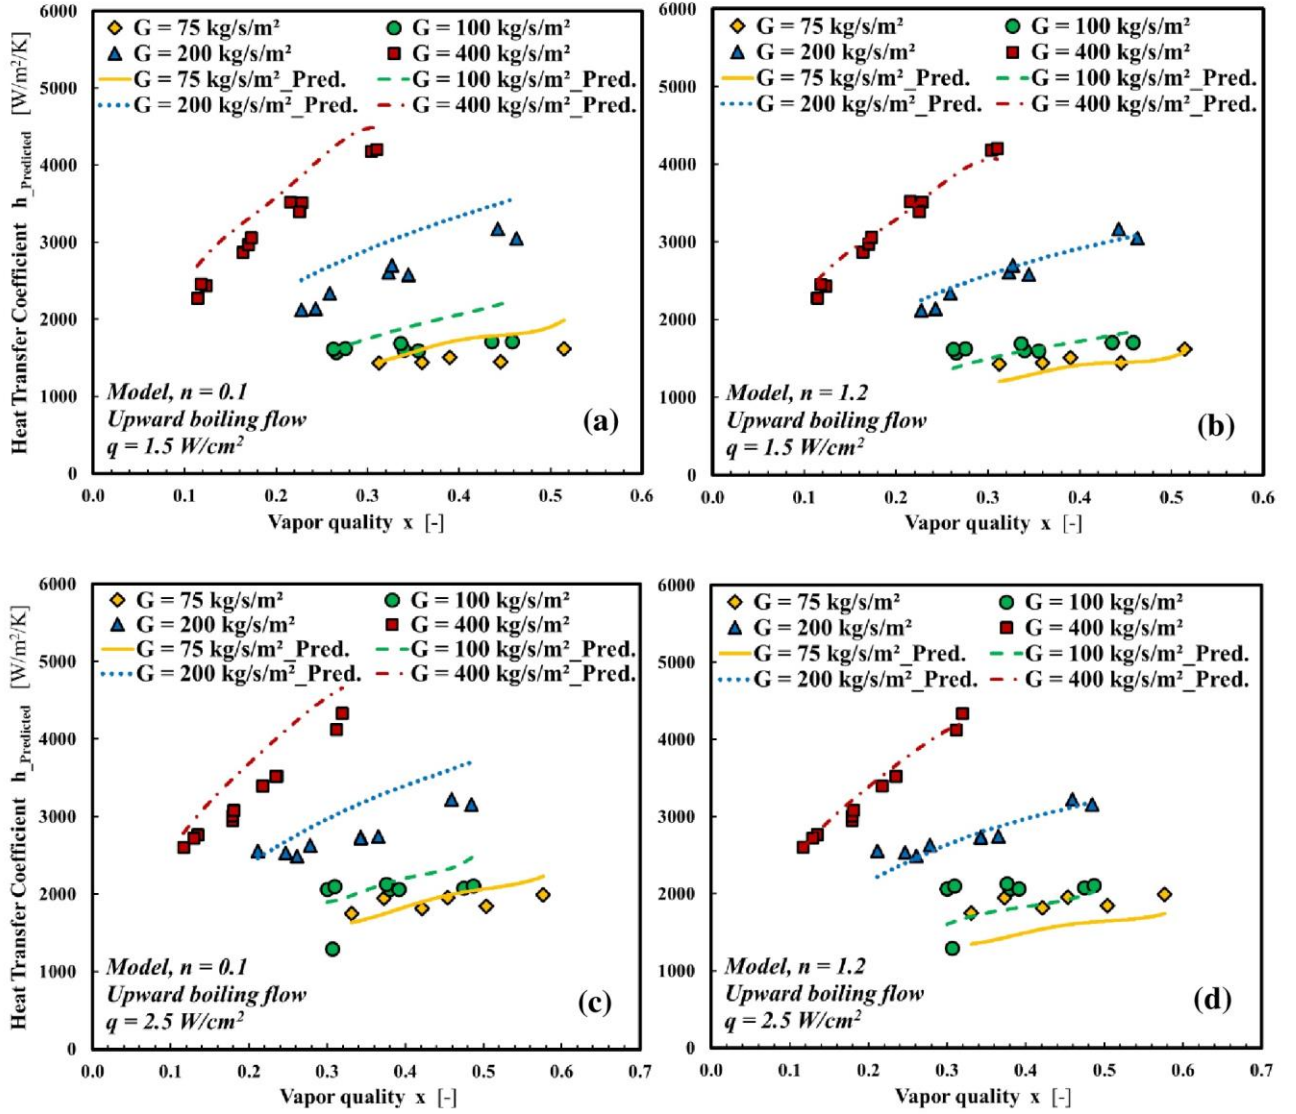 Heat Transfer Coefficient h_Predicted [W/m²/K]
6000
5000
4000
3000
2000
1000
0
G = 75 kg/s/m² G = 100 kg/s/m²
G = 200 kg/s/m² G = 400 kg/s/m²
G = 75 kg/s/m²_Pred. G = 100 kg/s/m²_Pred.
G = 200 kg/s/m²_Pred. G = 400 kg/s/m²_Pred.
Model, n = 0.1
Upward boiling flow
q = 1.5 W/cm²
(a)
0.0 0.1 0.2 0.3 0.4 0.5 0.6
Vapor quality x [-]
6000
5000
4000
3000
2000
1000
0
G = 75 kg/s/m² G = 100 kg/s/m²
G = 200 kg/s/m² G = 400 kg/s/m²
G = 75 kg/s/m²_Pred. G = 100 kg/s/m²_Pred.
G = 200 kg/s/m²_Pred. G = 400 kg/s/m²_Pred.
Model, n = 1.2
Upward boiling flow
q = 1.5 W/cm²
(b)
0.0 0.1 0.2 0.3 0.4 0.5 0.6
Vapor quality x [-]
Heat Transfer Coefficient h_Predicted [W/m²/K]
6000
5000
4000
3000
2000
1000
0
G = 75 kg/s/m² G = 100 kg/s/m²
G = 200 kg/s/m² G = 400 kg/s/m²
G = 75 kg/s/m²_Pred. G = 100 kg/s/m²_Pred.
G = 200 kg/s/m²_Pred. G = 400 kg/s/m²_Pred.
Model, n = 0.1
Upward boiling flow
q = 2.5 W/cm²
(c)
0.0 0.1 0.2 0.3 0.4 0.5 0.6 0.7
Vapor quality x [-]
6000
5000
4000
3000
2000
1000
0
G = 75 kg/s/m² G = 100 kg/s/m²
G = 200 kg/s/m² G = 400 kg/s/m²
G = 75 kg/s/m²_Pred. G = 100 kg/s/m²_Pred.
G = 200 kg/s/m²_Pred. G = 400 kg/s/m²_Pred.
Model, n = 1.2
Upward boiling flow
q = 2.5 W/cm²
(d)
0.0 0.1 0.2 0.3 0.4 0.5 0.6 0.7
Vapor quality x [-]